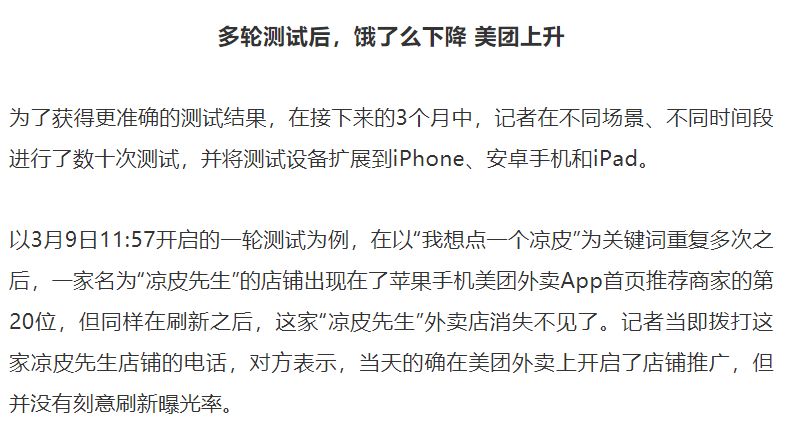 多轮测试后，饿了么下降 美团上升
为了获得更准确的测试结果，在接下来的3个月中，记者在不同场景、不同时间段
进行了数十次测试，并将测试设备扩展到iPhone、安卓手机和iPad。
以3月9日11:57开启的一轮测试为例，在以“我想点一个凉皮”为关键词重复多次之
后，一家名为“凉皮先生”的店铺出现在了苹果手机美团外卖App首页推荐商家的第
20位，但同样在刷新之后，这家“凉皮先生”外卖店消失不见了。记者当即拨打这
家凉皮先生店铺的电话，对方表示，当天的确在美团外卖上开启了店铺推广，但
并没有刻意刷新曝光率。